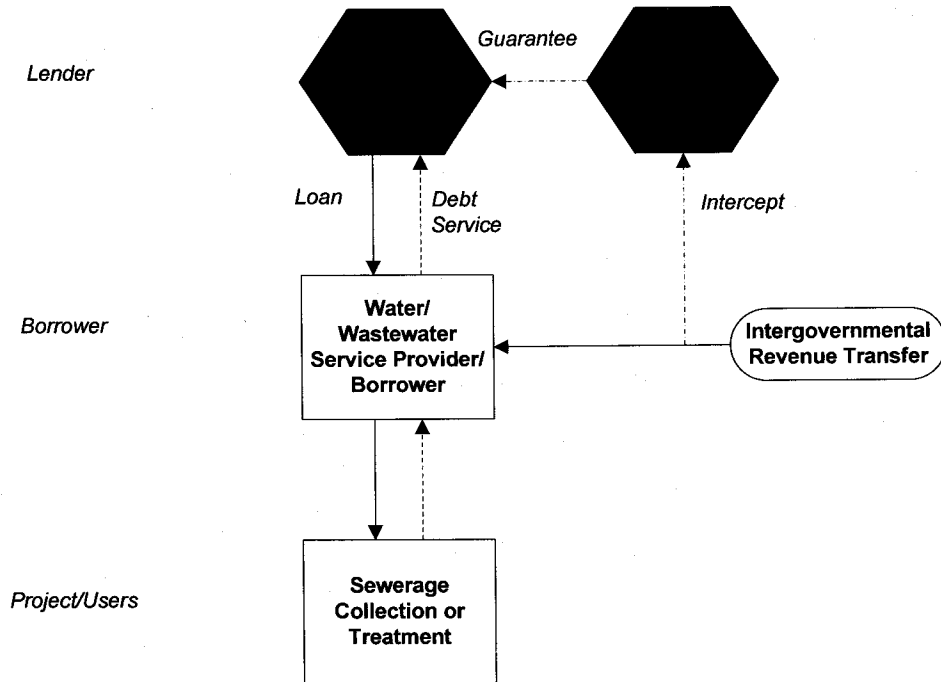 Guarantee
Lender
Loan
Debt
Service
Intercept
Borrower
Water/
Wastewater
Service Provider/
Borrower
Intergovernmental
Revenue Transfer
Project/Users
Sewerage
Collection or
Treatment